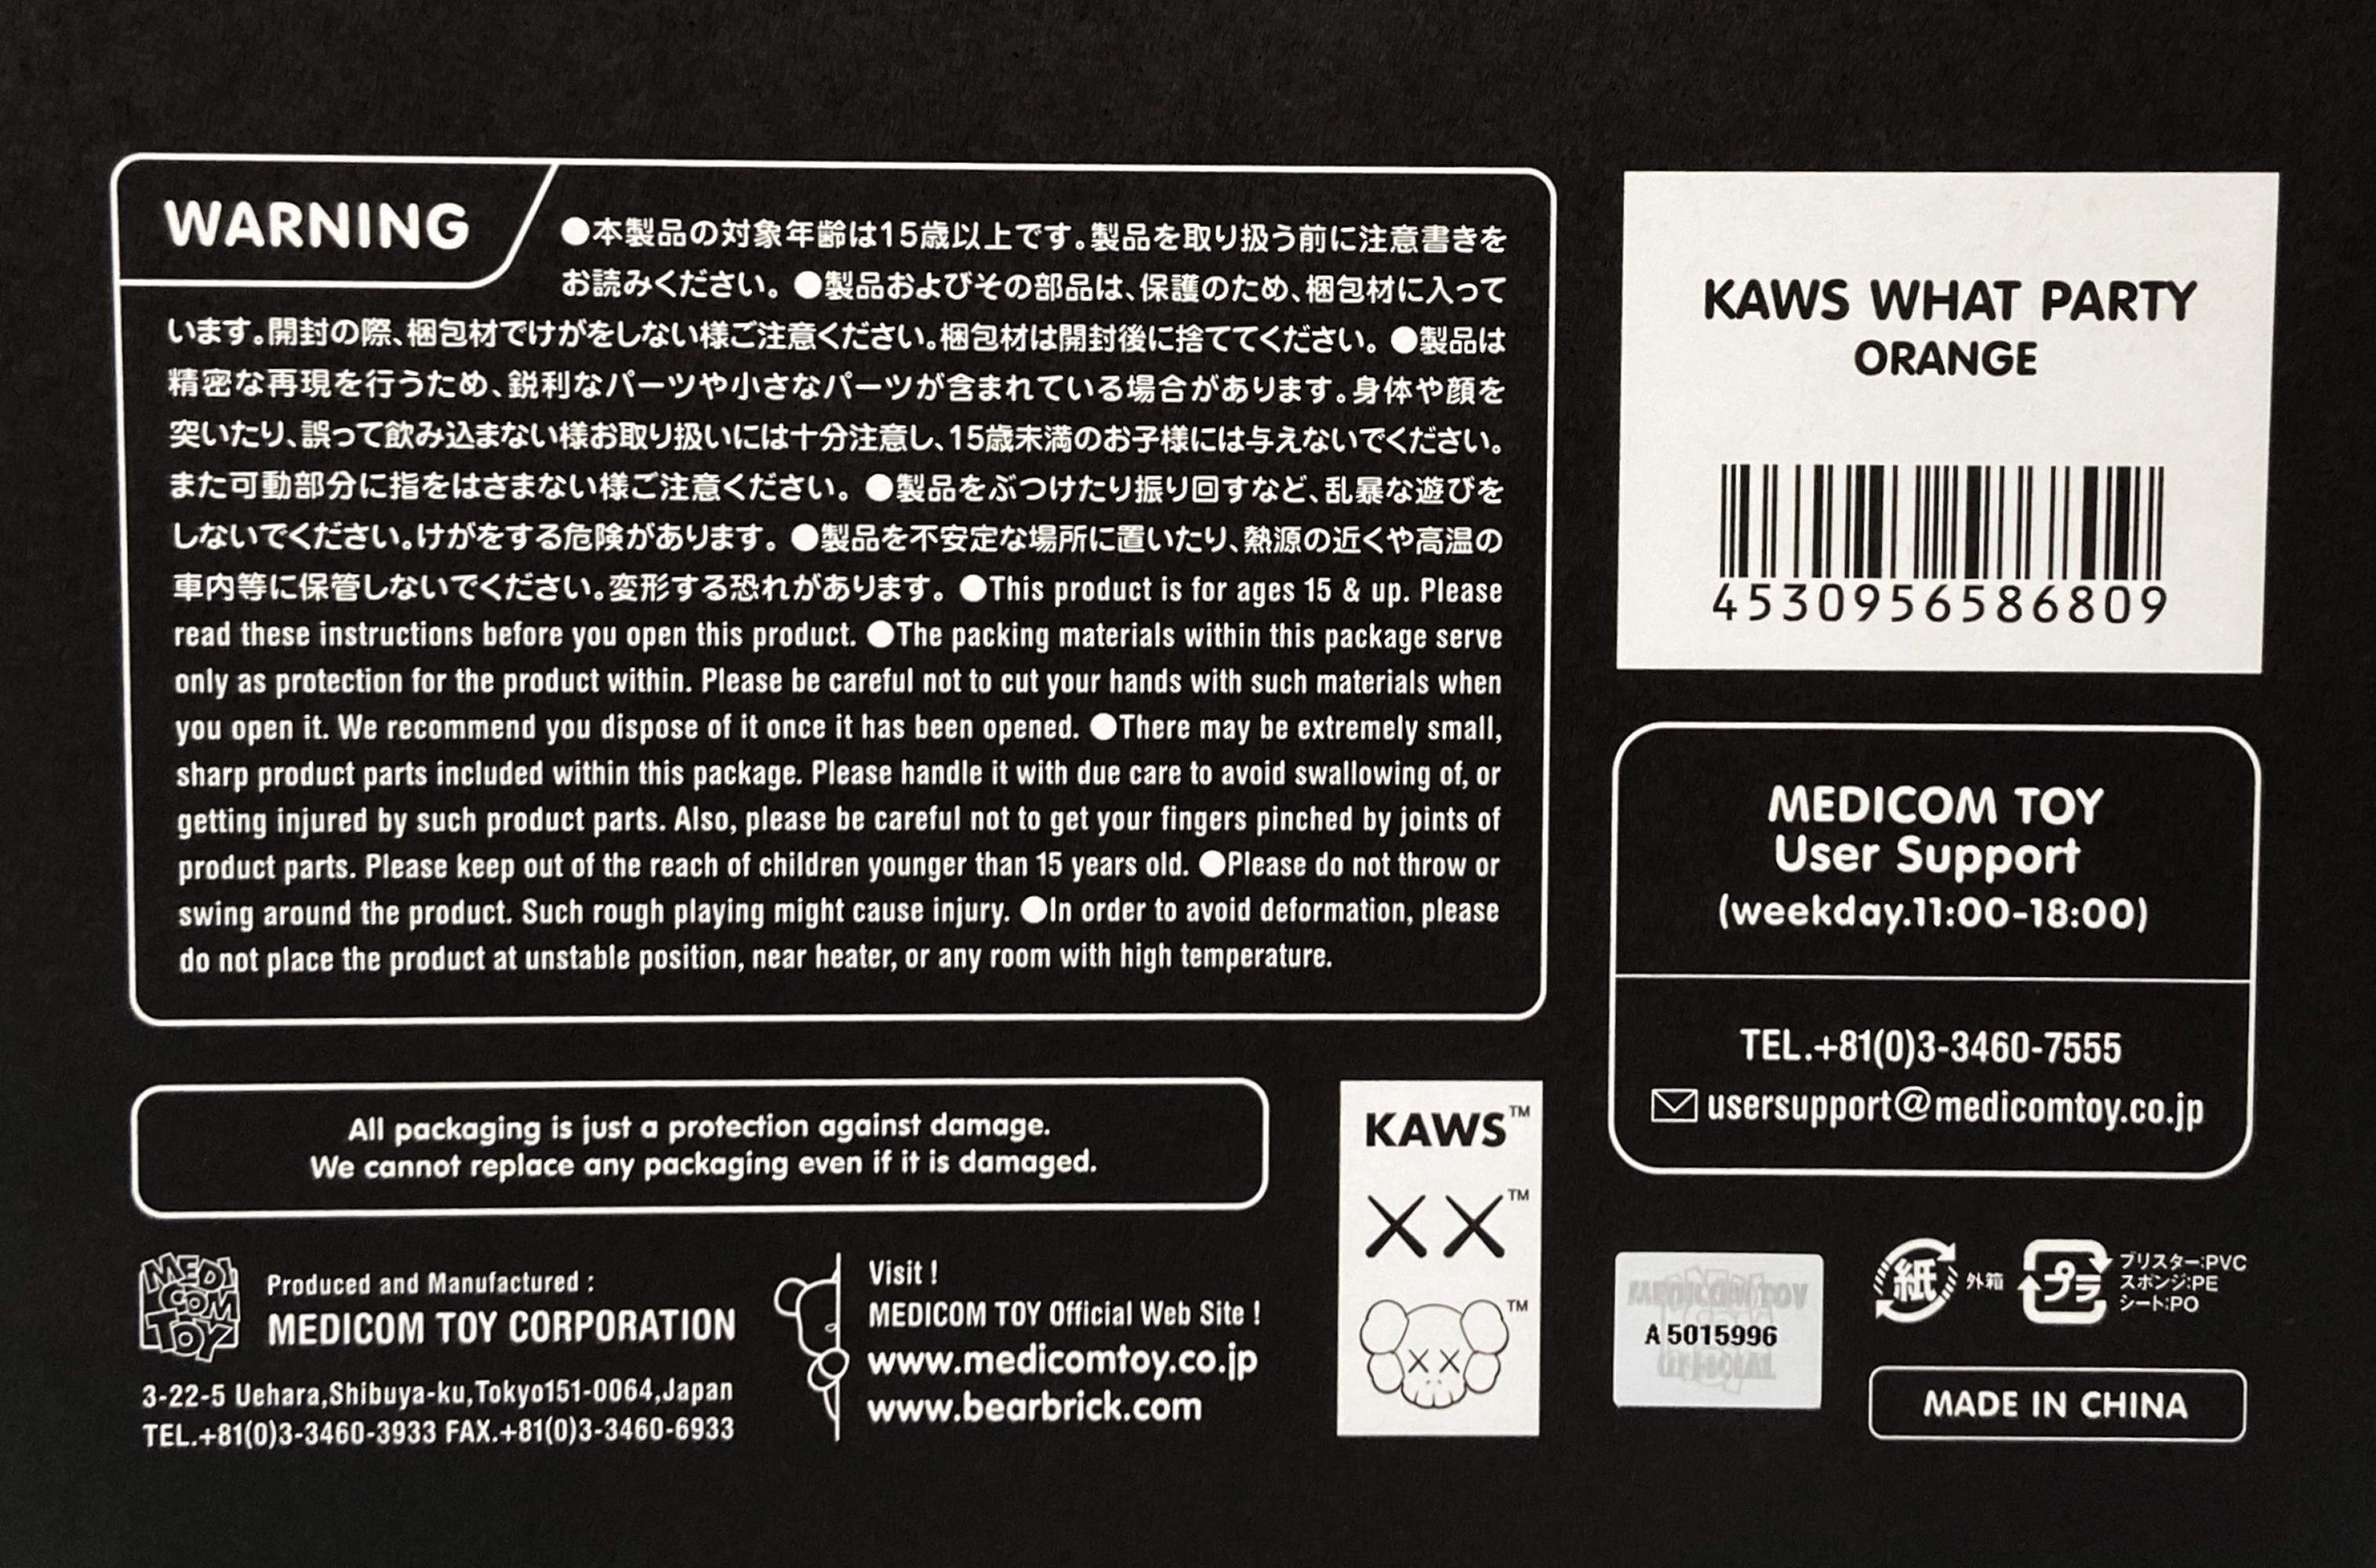 WARNING
●本製品の対象年齢は15歳以上です。製品を取り扱う前に注意書きを
お読みください。●製品およびその部品は、保護のため、梱包材に入って
います。開封の際、梱包材でけがをしない様ご注意ください。梱包材は開封後に捨ててください。●製品は
精密な再現を行うため、鋭利なパーツや小さなパーツが含まれている場合があります。身体や顔を
突いたり、誤って飲み込まない様お取り扱いには十分注意し、15歳未満のお子様には与えないでください。
また可動部分に指をはさまない様ご注意ください。●製品をぶつけたり振り回すなど、乱暴な遊びを
しないでください。けがをする危険があります。●製品を不安定な場所に置いたり、熱源の近くや高温の
車内等に保管しないでください。変形する恐れがあります。●This product is for ages 15 & up. Please
read these instructions before you open this product. ●The packing materials within this package serve
only as protection for the product within. Please be careful not to cut your hands with such materials when
you open it. We recommend you dispose of it once it has been opened. ●There may be extremely small,
sharp product parts included within this package. Please handle it with due care to avoid swallowing of, or
getting injured by such product parts. Also, please be careful not to get your fingers pinched by joints of
product parts. Please keep out of the reach of children younger than 15 years old. ●Please do not throw or
swing around the product. Such rough playing might cause injury. ●In order to avoid deformation, please
do not place the product at unstable position, near heater, or any room with high temperature.
All packaging is just a protection against damage.
We cannot replace any packaging even if it is damaged.
MEDI
COM
TOY
Produced and Manufactured :
MEDICOM TOY CORPORATION
3-22-5 Uehara,Shibuya-ku,Tokyo151-0064,Japan
TEL.+81(0)3-3460-3933 FAX.+81(0)3-3460-6933
Visit !
MEDICOM TOY Official Web Site !
www.medicomtoy.co.jp
www.bearbrick.com
KAWS™
XX™
™
KAWS WHAT PARTY
ORANGE
4530956586809
MEDICOM TOY
User Support
(weekday.11:00-18:00)
TEL.+81(0)3-3460-7555
usersupport@medicomtoy.co.jp
MEDICOM TOY
A 5015996
OFFICIAL
紙 外箱
プラ
ブリスター:PVC
スポンジ:PE
シート:PO
MADE IN CHINA